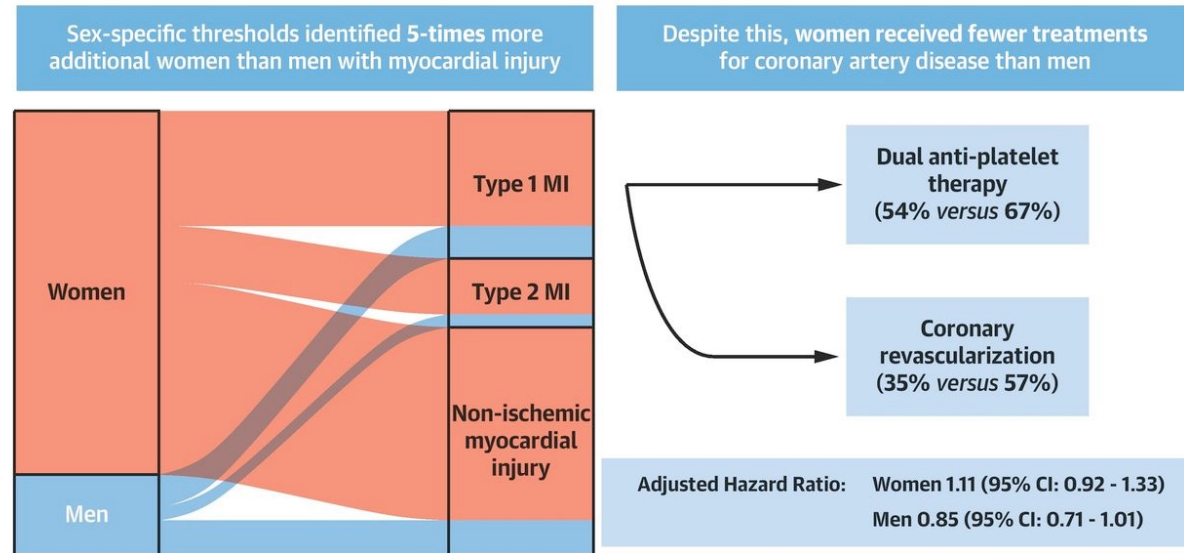 Sex-specific thresholds identified 5-times more
additional women than men with myocardial injury
Women
Men
Type 1 MI
Type 2 MI
Non-ischemic
myocardial
injury
Despite this, women received fewer treatments
for coronary artery disease than men
Dual anti-platelet
therapy
(54% versus 67%)
Coronary
revascularization
(35% versus 57%)
Adjusted Hazard Ratio: Women 1.11 (95% CI: 0.92 - 1.33)
Men 0.85 (95% CI: 0.71 - 1.01)